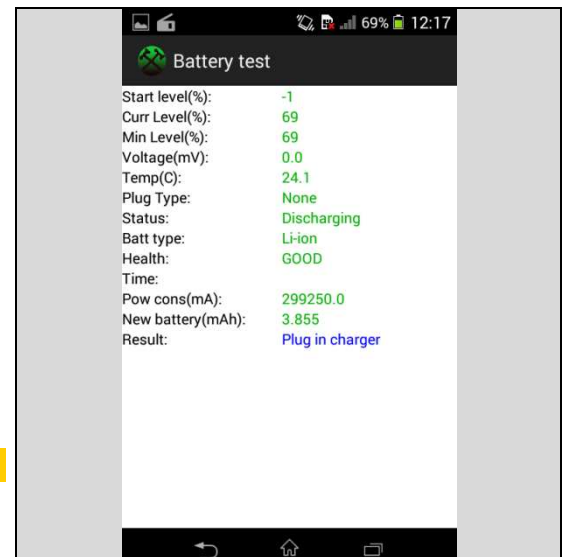 69% 12:17
Battery test
Start level(%): -1
Curr Level(%): 69
Min Level(%): 69
Voltage(mV): 0.0
Temp(C): 24.1
Plug Type: None
Status: Discharging
Batt type: Li-ion
Health: GOOD
Time:
Pow cons(mA): 299250.0
New battery(mAh): 3.855
Result: Plug in charger